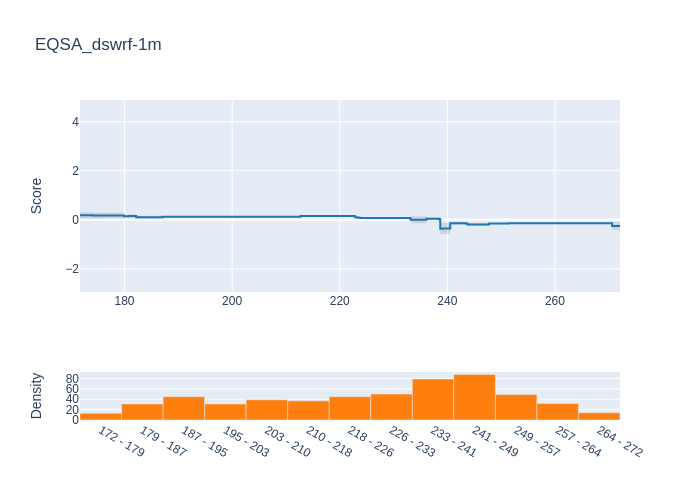 EQSA_dswrf-1m
Score
4
2
0
−2
180
200
220
240
260
Density
80
60
40
20
0
172 - 179
179 - 187
187 - 195
195 - 203
203 - 210
210 - 218
218 - 226
226 - 233
233 - 241
241 - 249
249 - 257
257 - 264
264 - 272